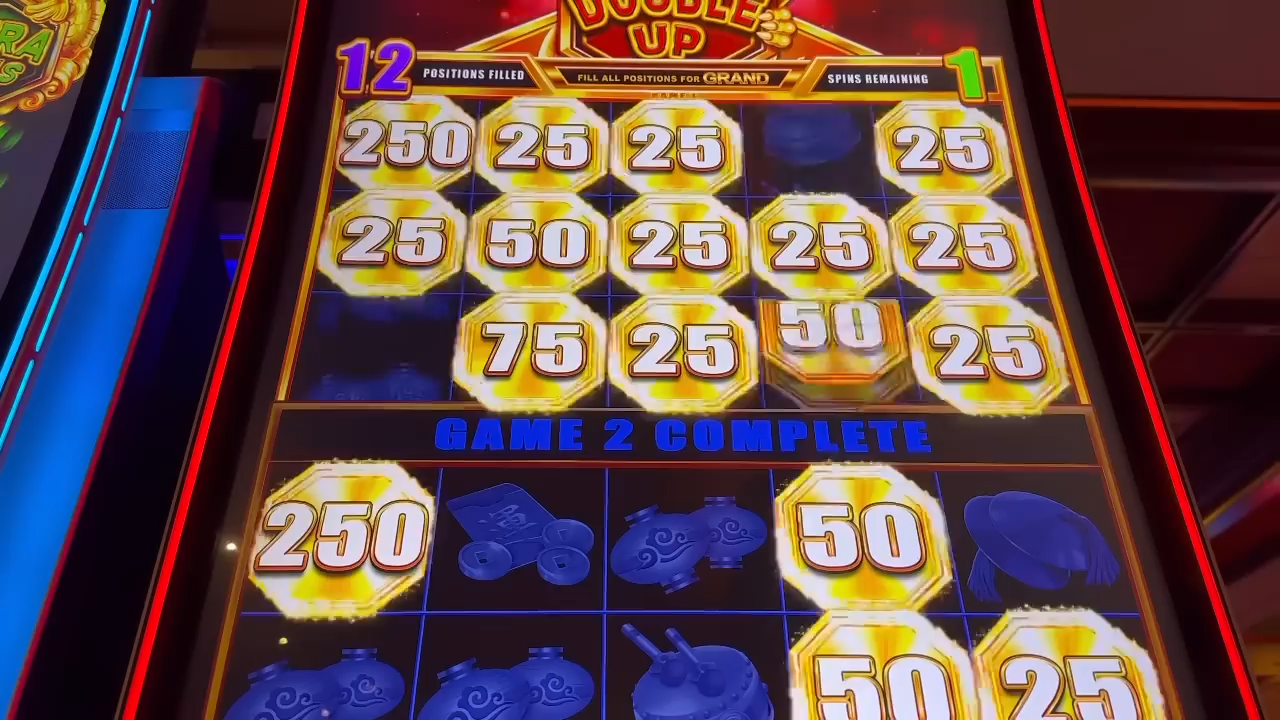 DOUBLE
UP
12 POSITIONS FILLED
FILL ALL POSITIONS FOR GRAND
SPINS REMAINING 1
250 25 25 25
25 50 25 25 25
75 25 50 25
GAME 2 COMPLETE
250 50
50 25